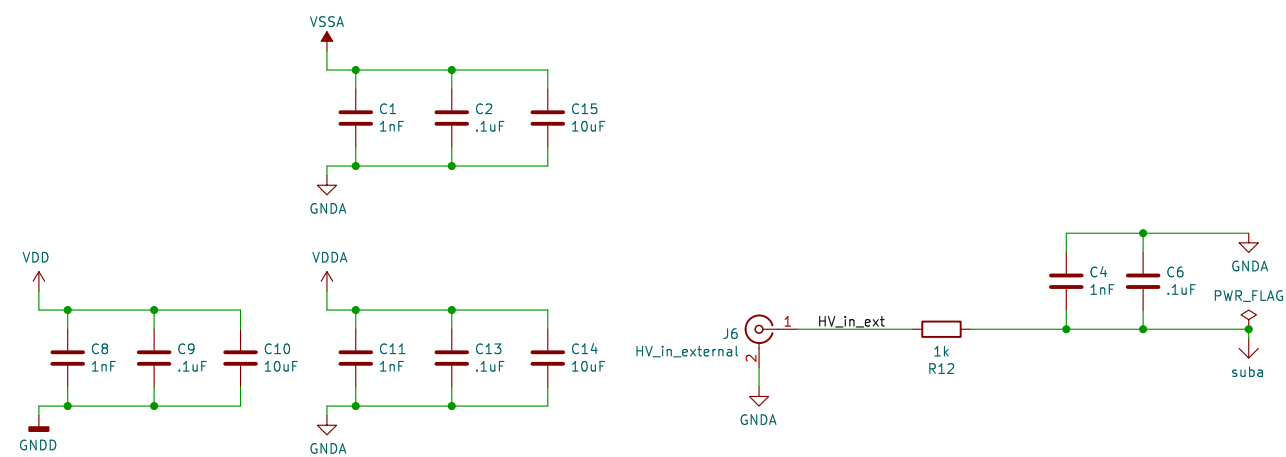 VSSA
C1
1nF
C2
.1uF
C15
10uF
GNDA
VDD
C8
1nF
C9
.1uF
C10
10uF
GNDD
VDDA
C11
1nF
C13
.1uF
C14
10uF
GNDA
J6
HV_in_external
1
2
GNDA
HV_in_ext
1k
R12
C4
1nF
C6
.1uF
GNDA
PWR_FLAG
suba